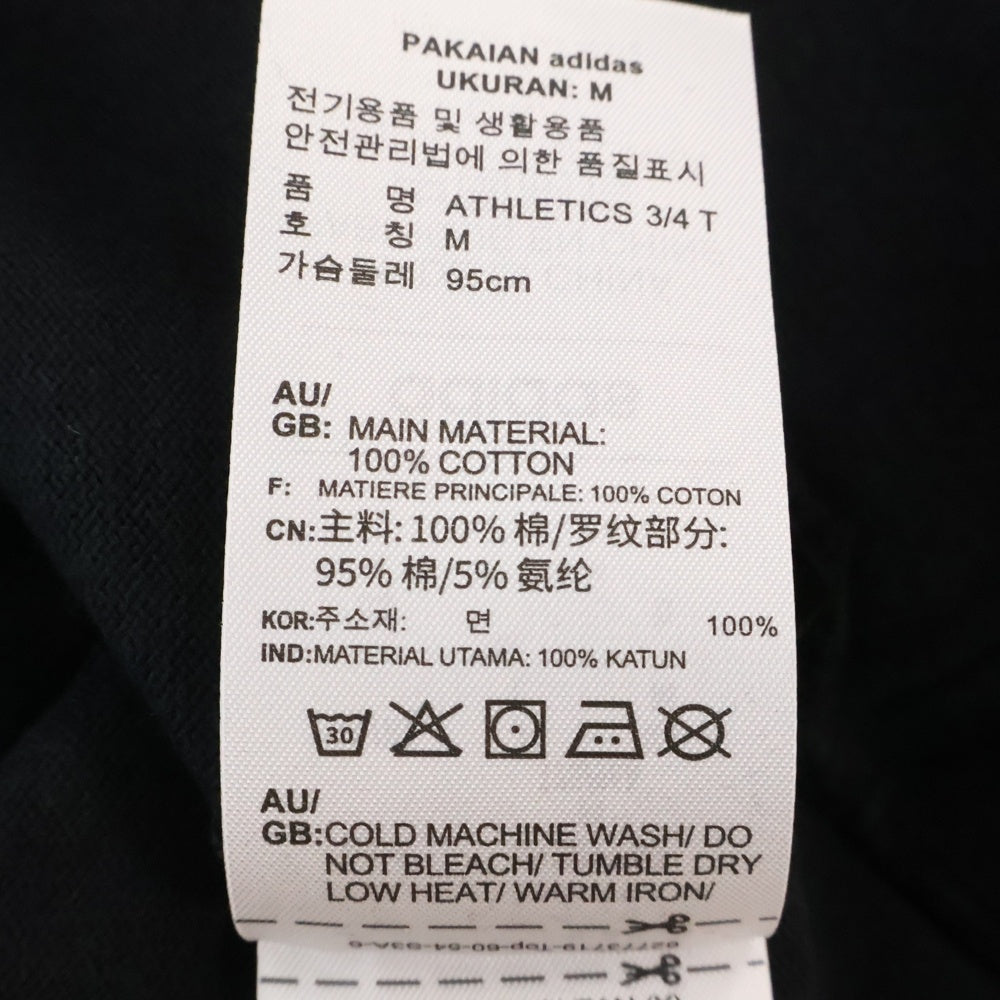 PAKAIAN adidas
UKURAN: M
전기용품 및 생활용품
안전관리법에 의한 품질표시
품 명 ATHLETICS 3/4 T
호 칭 M
가슴둘레 95cm
AU/
GB: MAIN MATERIAL:
100% COTTON
F: MATIERE PRINCIPALE: 100% COTON
CN:主料: 100% 棉/罗纹部分:
95% 棉/5% 氨纶
KOR:주소재: 면 100%
IND:MATERIAL UTAMA: 100% KATUN
30
AU/
GB:COLD MACHINE WASH/ DO
NOT BLEACH/ TUMBLE DRY
LOW HEAT/ WARM IRON/